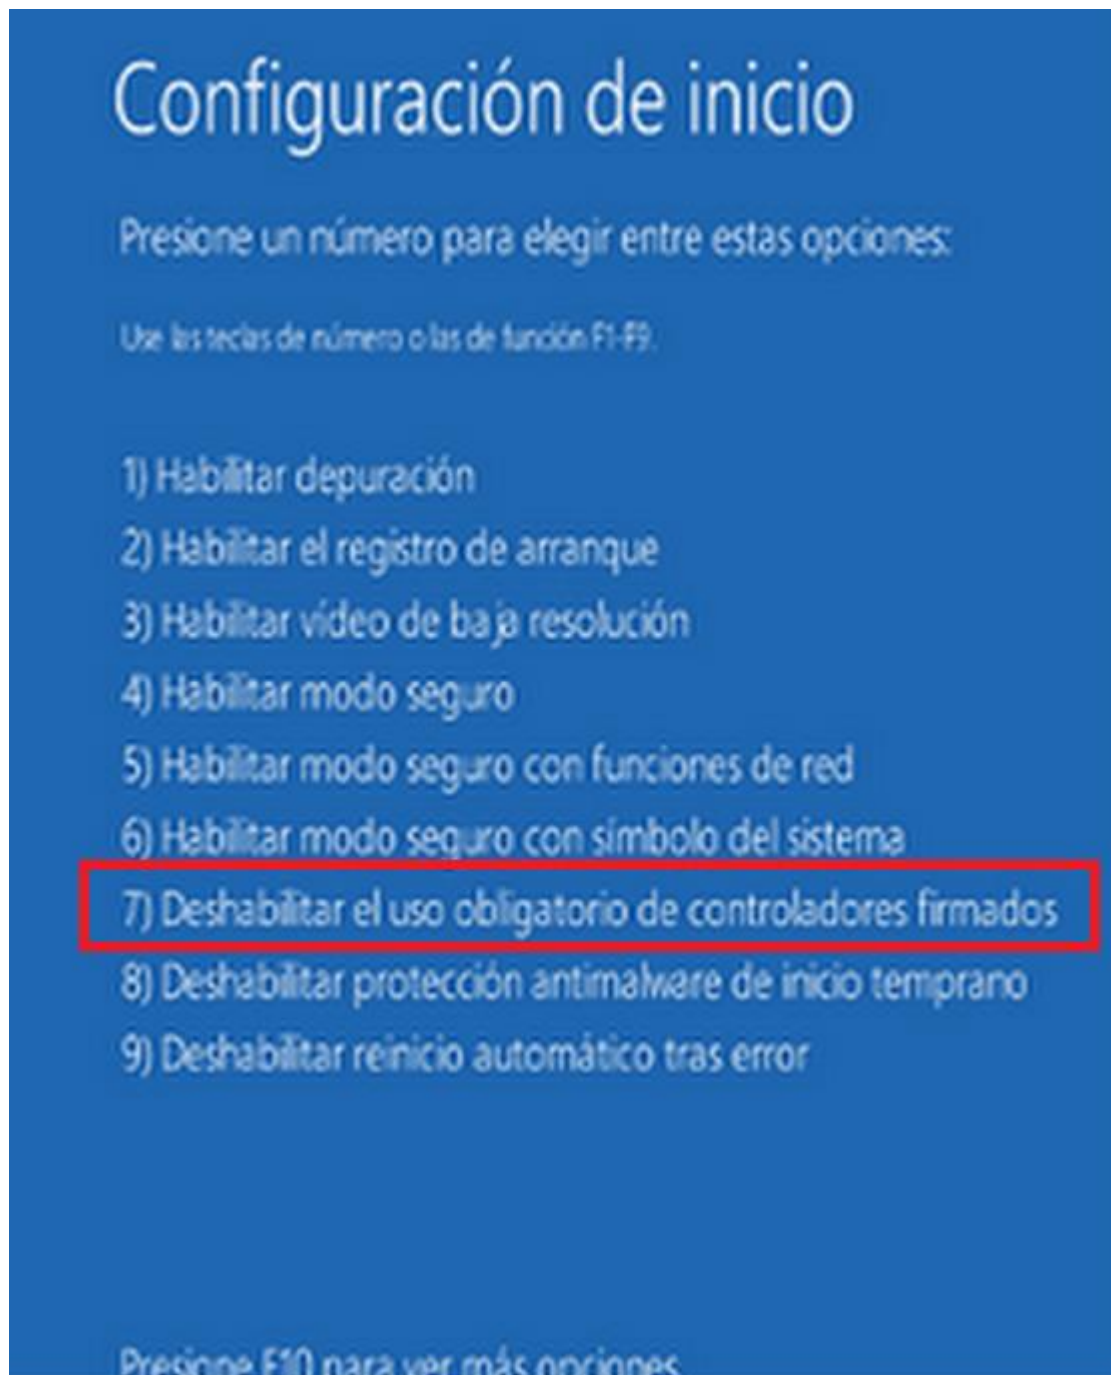 Configuración de inicio
Presione un número para elegir entre estas opciones:
Use las teclas de número o las de función F1-F9.
1) Habilitar depuración
2) Habilitar el registro de arranque
3) Habilitar vídeo de baja resolución
4) Habilitar modo seguro
5) Habilitar modo seguro con funciones de red
6) Habilitar modo seguro con símbolo del sistema
7) Deshabilitar el uso obligatorio de controladores firmados
8) Deshabilitar protección antimalware de inicio temprano
9) Deshabilitar reinicio automático tras error
Presione F10 para ver más opciones